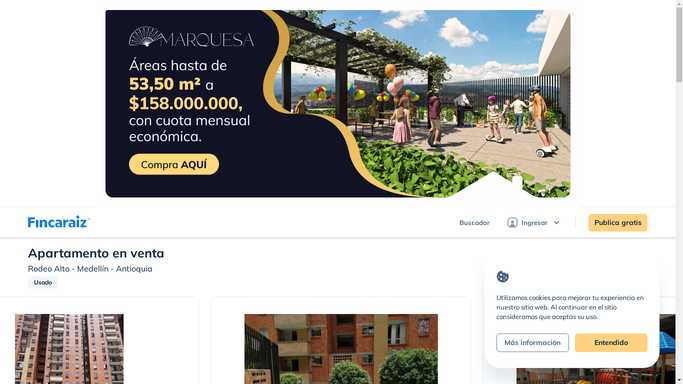 MARQUESA
Áreas hasta de
53,50 m² a
$158.000.000,
con cuota mensual
económica.
Compra AQUÍ
Fincaraiz
Buscador
Ingresar
Publica gratis
Apartamento en venta
Rodeo Alto - Medellín - Antioquia
Usado
Utilizamos cookies para mejorar tu experiencia en
nuestro sitio web. Al continuar en el sitio
consideramos que aceptas su uso.
Más información
Entendido